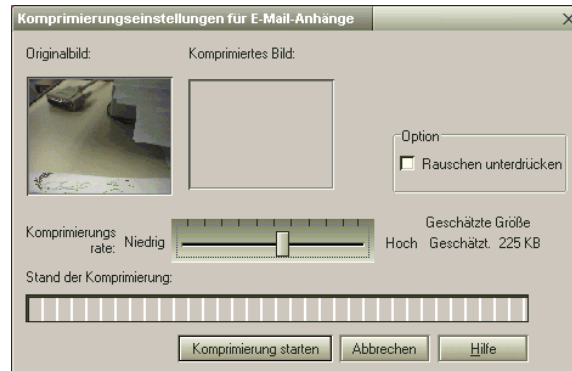 Komprimierungseinstellungen für E-Mail-Anhänge
Originalbild:
Komprimiertes Bild:
Option
Rauschen unterdrücken
Komprimierungs
rate:
Niedrig
Hoch
Geschätzte Größe
Geschätzt. 225 KB
Stand der Komprimierung:
Komprimierung starten
Abbrechen
Hilfe